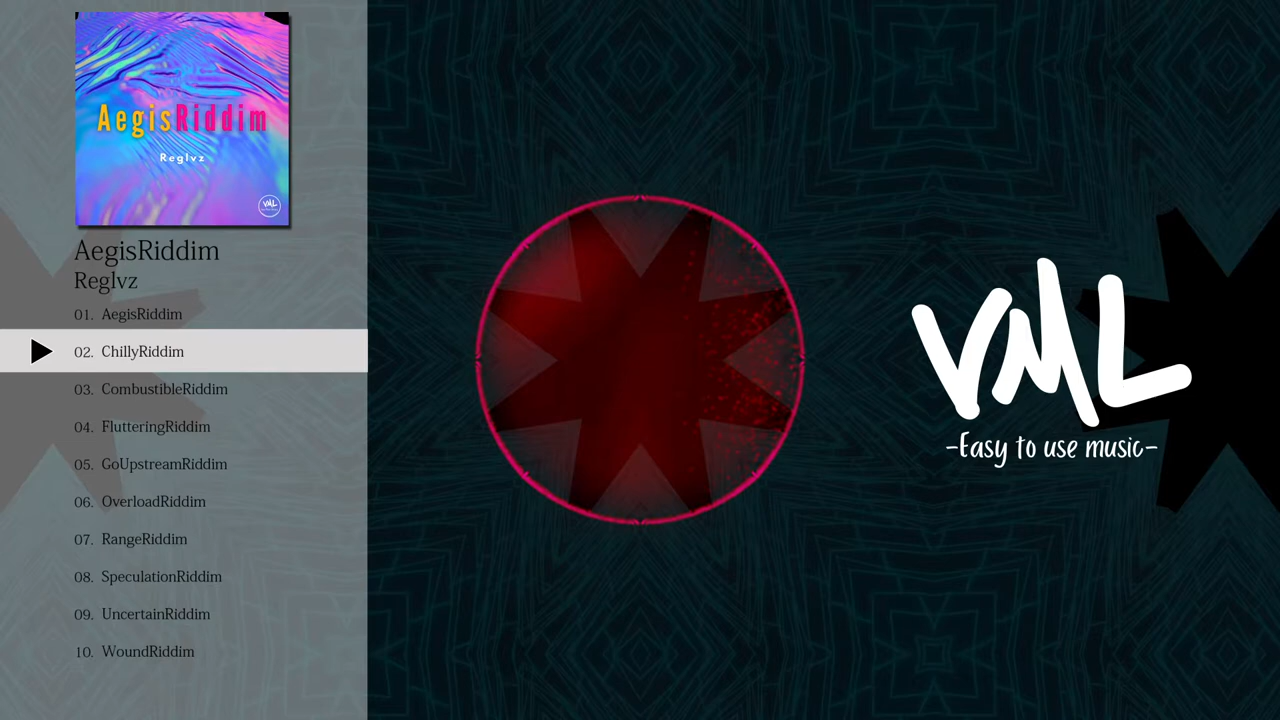 AegisRiddim
Reglvz
VML
AegisRiddim
Reglvz
01. AegisRiddim
02. ChillyRiddim
03. CombustibleRiddim
04. FlutteringRiddim
05. GoUpstreamRiddim
06. OverloadRiddim
07. RangeRiddim
08. SpeculationRiddim
09. UncertainRiddim
10. WoundRiddim
VML
-Easy to use music-